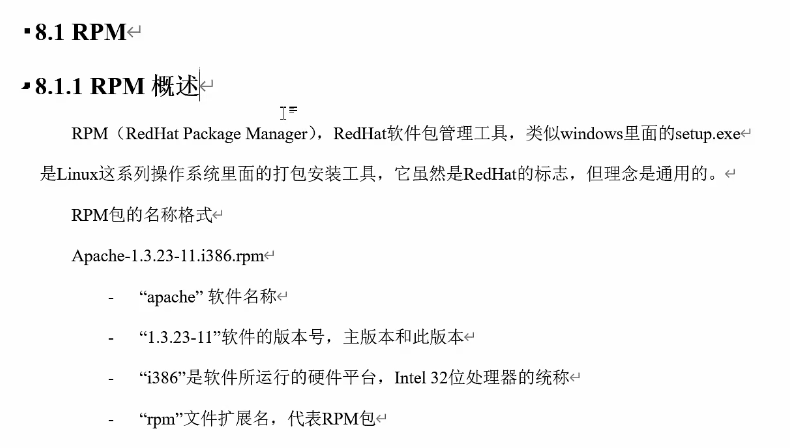 8.1 RPM
8.1.1 RPM 概述
RPM（RedHat Package Manager），RedHat软件包管理工具，类似windows里面的setup.exe
是Linux这系列操作系统里面的打包安装工具，它虽然是RedHat的标志，但理念是通用的。
RPM包的名称格式
Apache-1.3.23-11.i386.rpm
- “apache” 软件名称
- “1.3.23-11”软件的版本号，主版本和此版本
- “i386”是软件所运行的硬件平台，Intel 32位处理器的统称
- “rpm”文件扩展名，代表RPM包